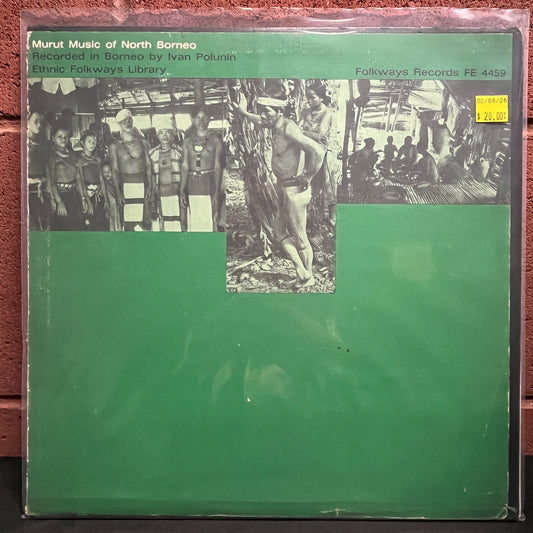 Murut Music of North Borneo
Recorded in Borneo by Ivan Polunin
Ethnic Folkways Library
Folkways Records FE 4459
02/08/26
$ 20.00